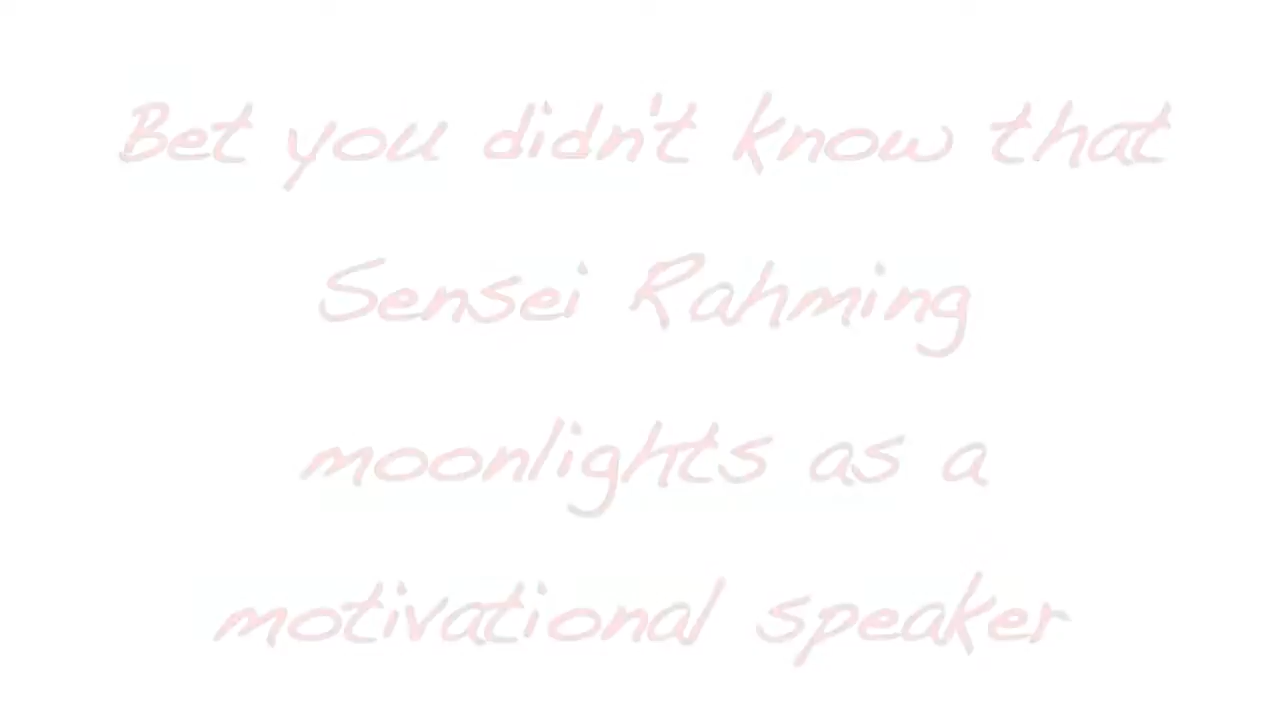 Bet you didn't know that
Sensei Rahming
moonlights as a
motivational speaker